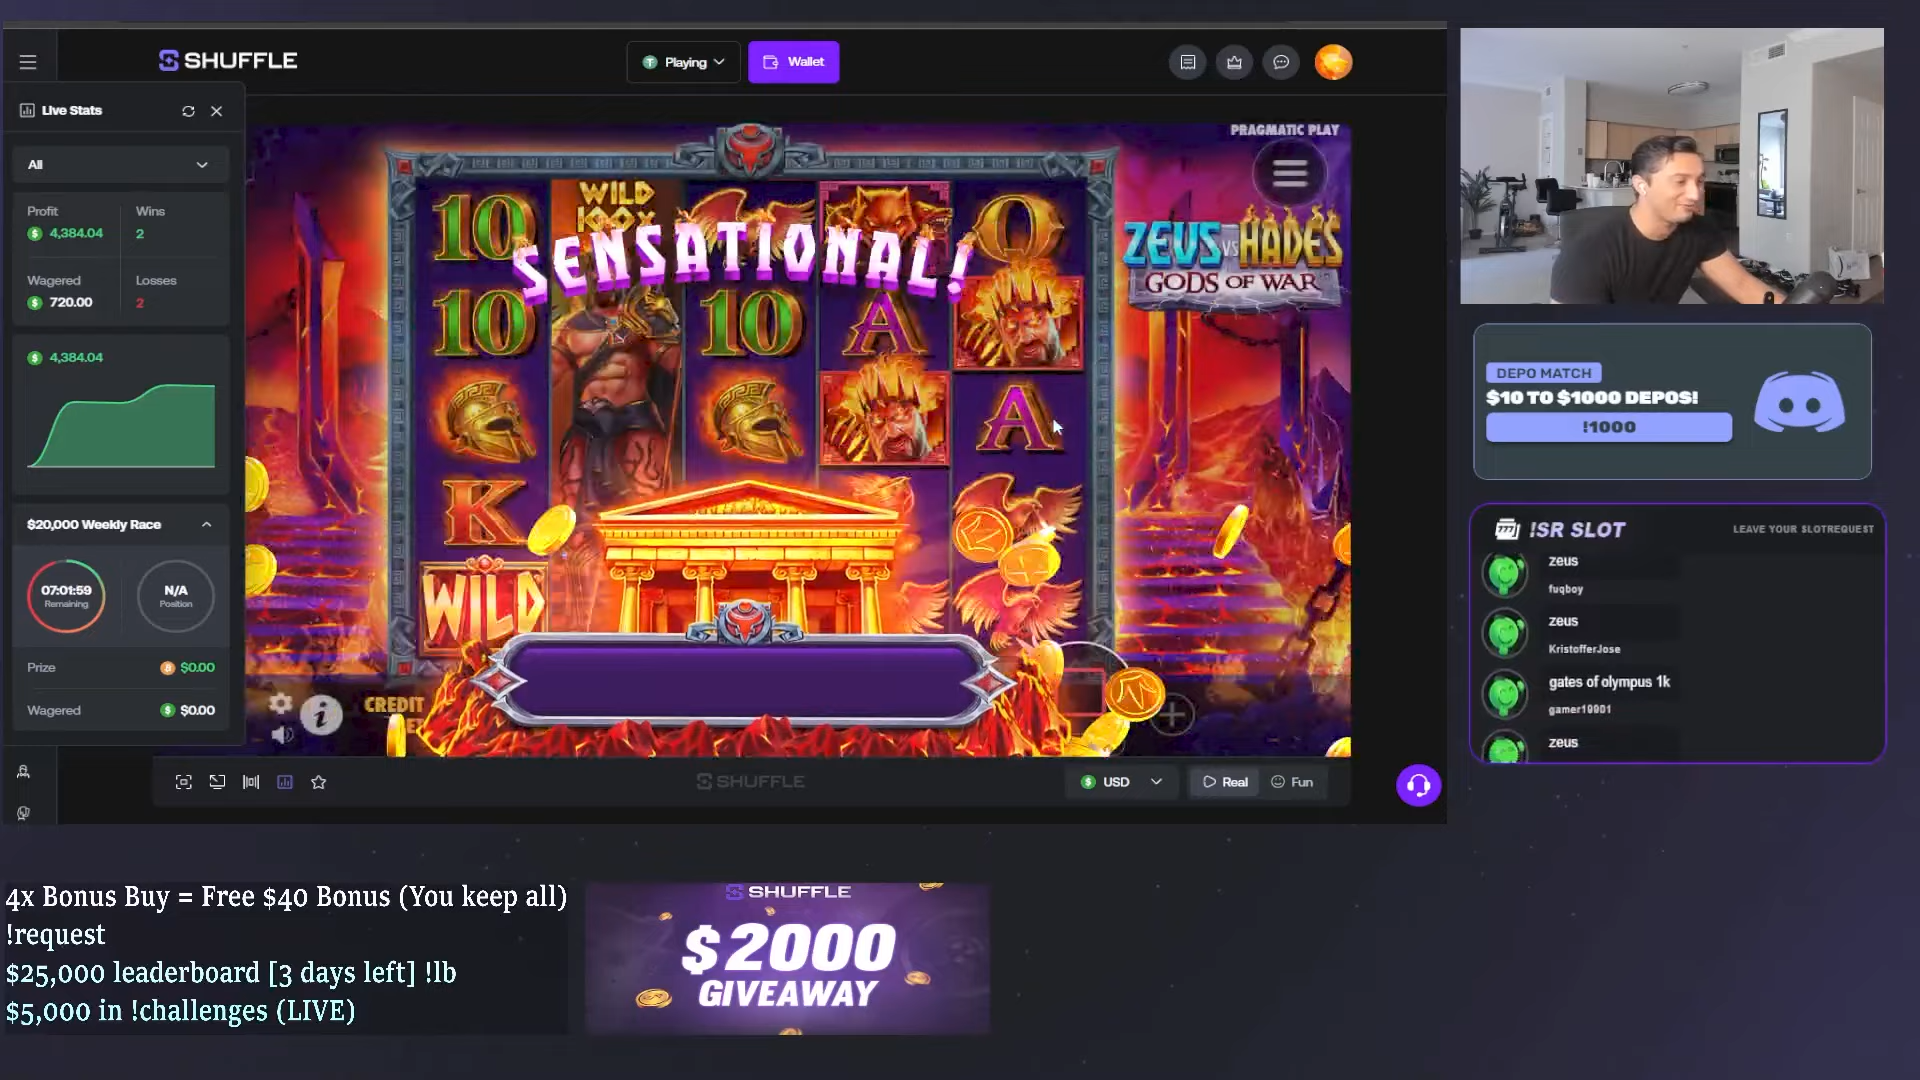 SHUFFLE
Playing
Wallet
Live Stats
All
Profit
Wins
4,384.04
2
Wagered
Losses
720.00
2
4,384.04
$20,000 Weekly Race
07:01:59
Remaining
N/A
Position
Prize
$0.00
Wagered
$0.00
PRAGMATIC PLAY
WILD
100x
10
Q
SENSATIONAL!
ZEUS VS HADES
GODS OF WAR
10
10
A
A
K
WILD
CREDIT
SHUFFLE
USD
Real
Fun
DEPO MATCH
$10 TO $1000 DEPOS!
!1000
!SR SLOT
LEAVE YOUR SLOTREQUEST
zeus
fuqboy
zeus
KristofferJose
gates of olympus 1k
gamer19901
zeus
4x Bonus Buy = Free $40 Bonus (You keep all)
!request
$25,000 leaderboard [3 days left] !lb
$5,000 in !challenges (LIVE)
SHUFFLE
$2000
GIVEAWAY